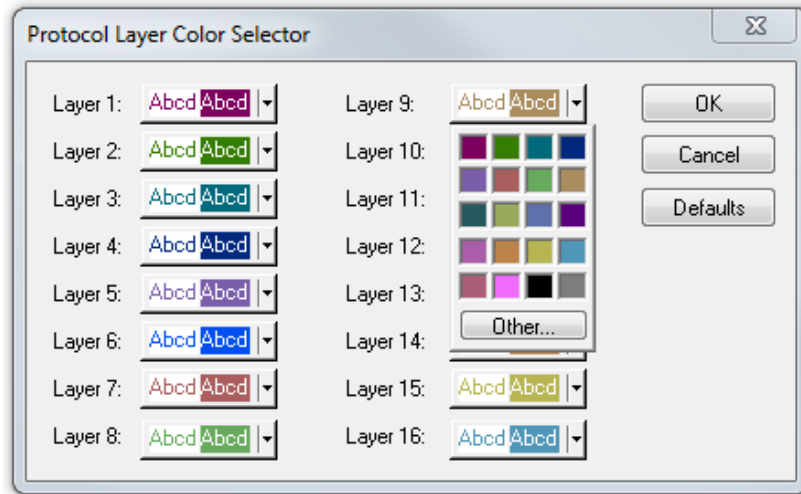 Protocol Layer Color Selector
Layer 1: Abcd Abcd
Layer 2: Abcd Abcd
Layer 3: Abcd Abcd
Layer 4: Abcd Abcd
Layer 5: Abcd Abcd
Layer 6: Abcd Abcd
Layer 7: Abcd Abcd
Layer 8: Abcd Abcd
Layer 9: Abcd Abcd
Layer 10:
Layer 11:
Layer 12:
Layer 13:
Layer 14:
Layer 15: Abcd Abcd
Layer 16: Abcd Abcd
Other...
OK
Cancel
Defaults